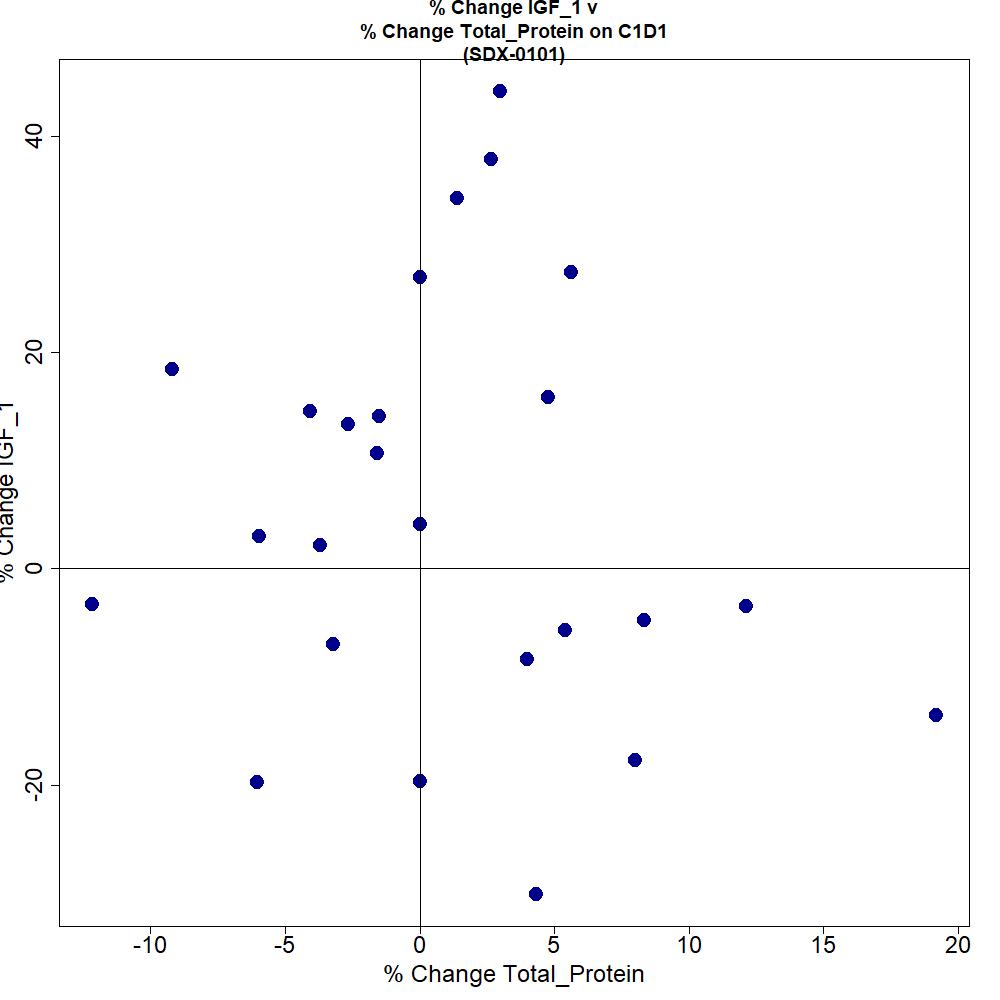 % Change IGF_1 v
% Change Total_Protein on C1D1
(SDX-0101)
40
20
0
-20
% Change IGF_1
-10
-5
0
5
10
15
20
% Change Total_Protein